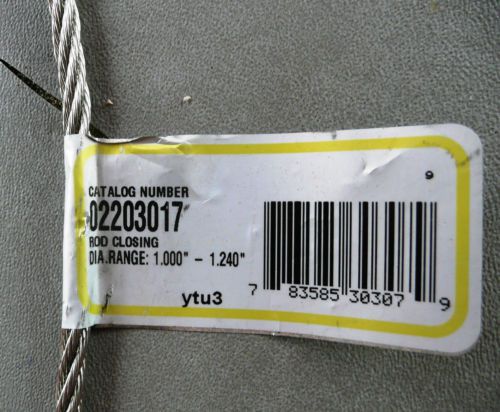 9
CATALOG NUMBER
02203017
ROD CLOSING
DIA.RANGE: 1.000" - 1.240"
7 83585 30307 9
ytu3